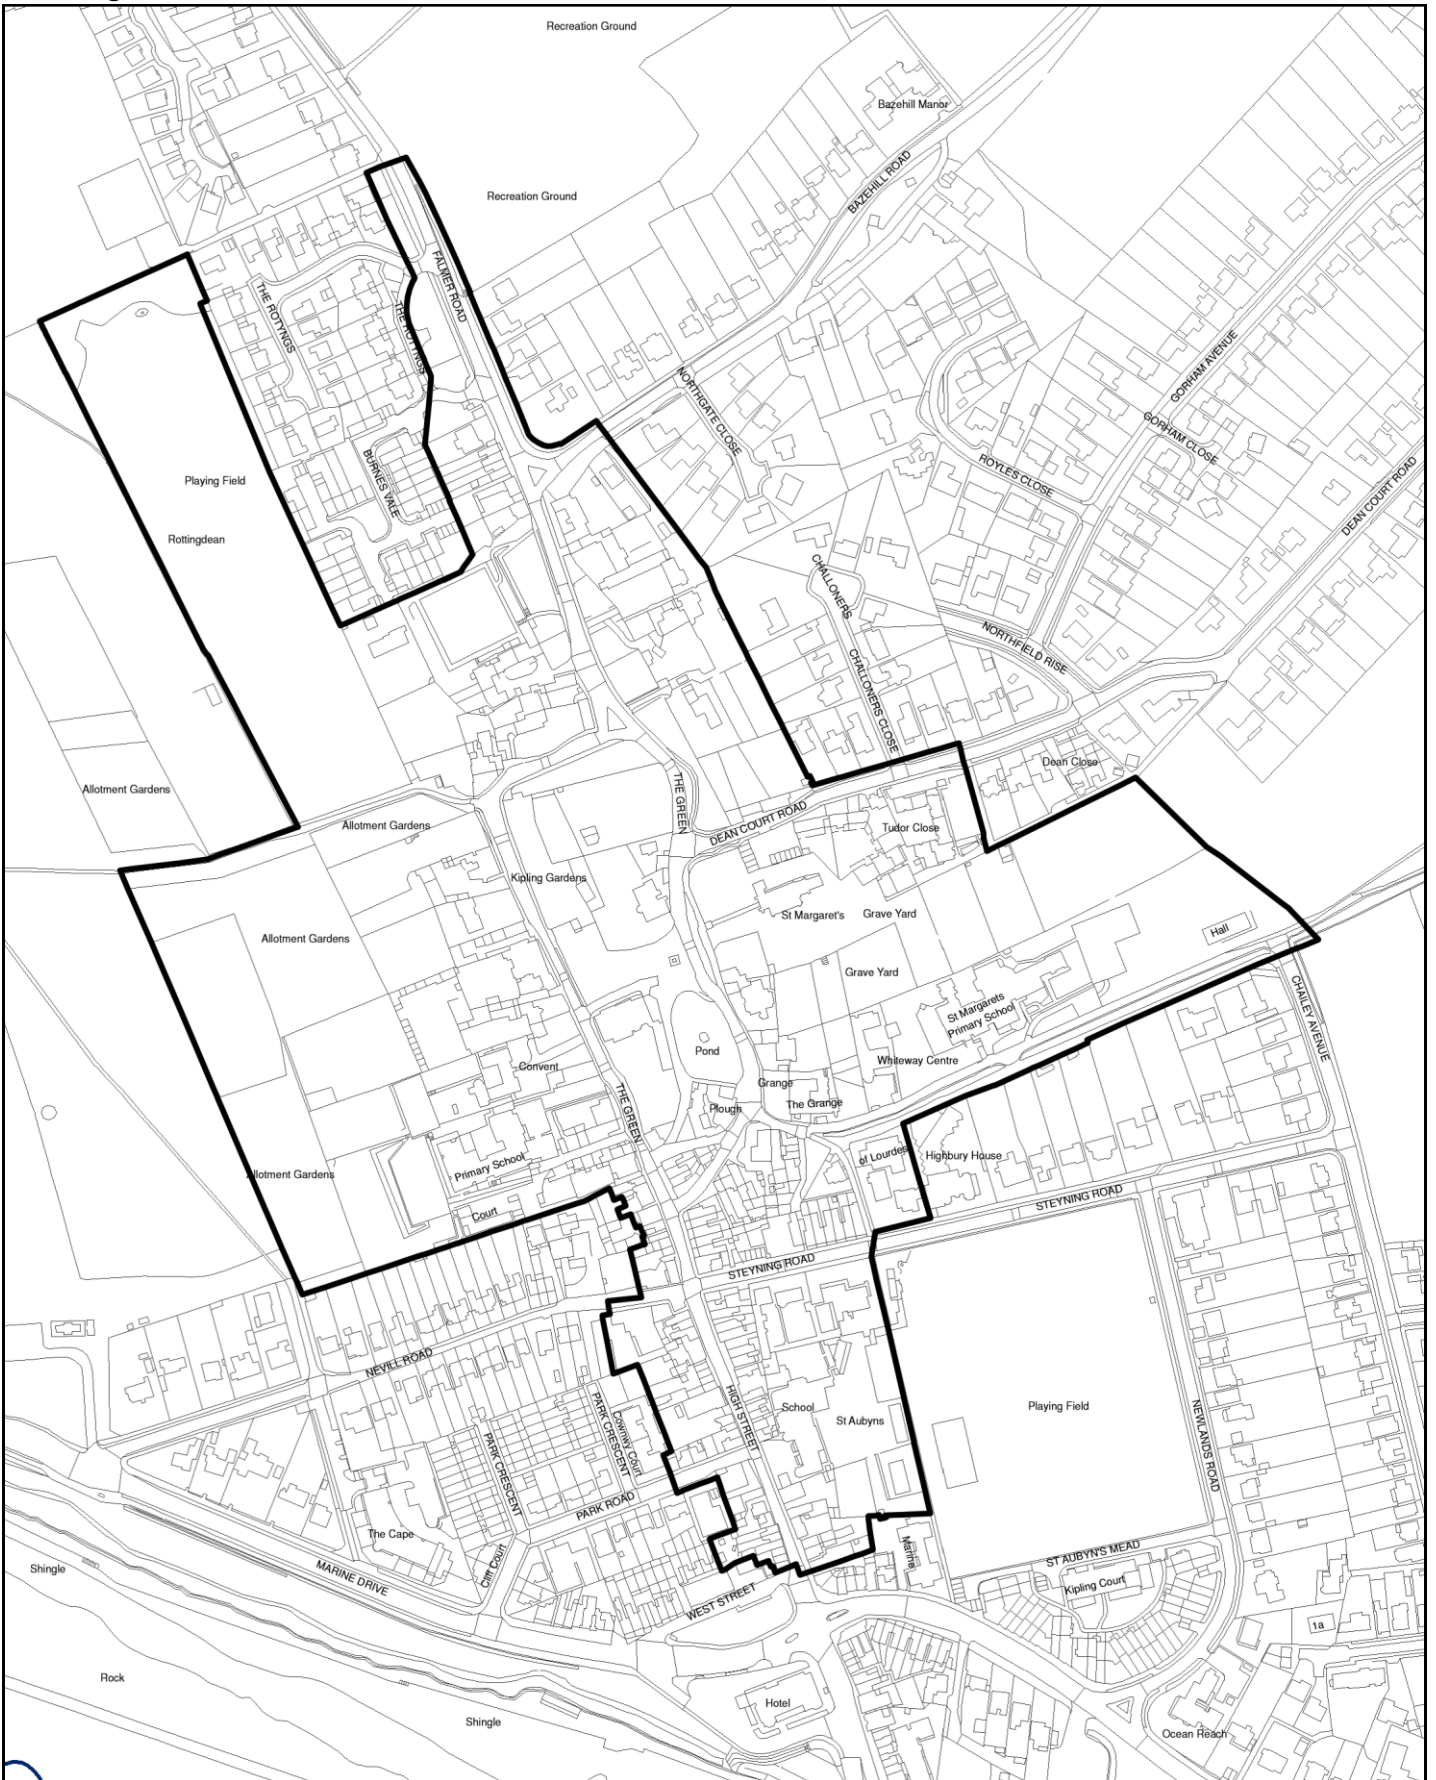 Recreation Ground
Bazehill Manor
BAZEHILL ROAD
Recreation Ground
FALMER ROAD
THE ROTYNGS
THE ROTYNGS
GORHAM AVENUE
NORTHGATE CLOSE
GORHAM CLOSE
BURNES VALE
ROYLES CLOSE
Playing Field
DEAN COURT ROAD
Rottingdean
CHALLONERS
NORTHFIELD RISE
CHALLONERS CLOSE
Dean Close
Allotment Gardens
THE GREEN
Allotment Gardens
DEAN COURT ROAD
Tudor Close
Kipling Gardens
St Margaret's
Grave Yard
Allotment Gardens
Hall
Grave Yard
St Margarets
Primary School
CHAILEY AVENUE
Pond
Whiteway Centre
Convent
Grange
The Grange
Plough
THE GREEN
of Lourdes
Highbury House
Primary School
Allotment Gardens
STEYNING ROAD
Court
STEYNING ROAD
NEVILL ROAD
HIGH STREET
School
St Aubyns
Playing Field
PARK CRESCENT
Cownwy Court
NEWLANDS ROAD
PARK CRESCENT
PARK ROAD
The Cape
Marine
ST AUBYN'S MEAD
Cliff Court
Shingle
MARINE DRIVE
Kipling Court
WEST STREET
1a
Rock
Hotel
Shingle
Ocean Reach